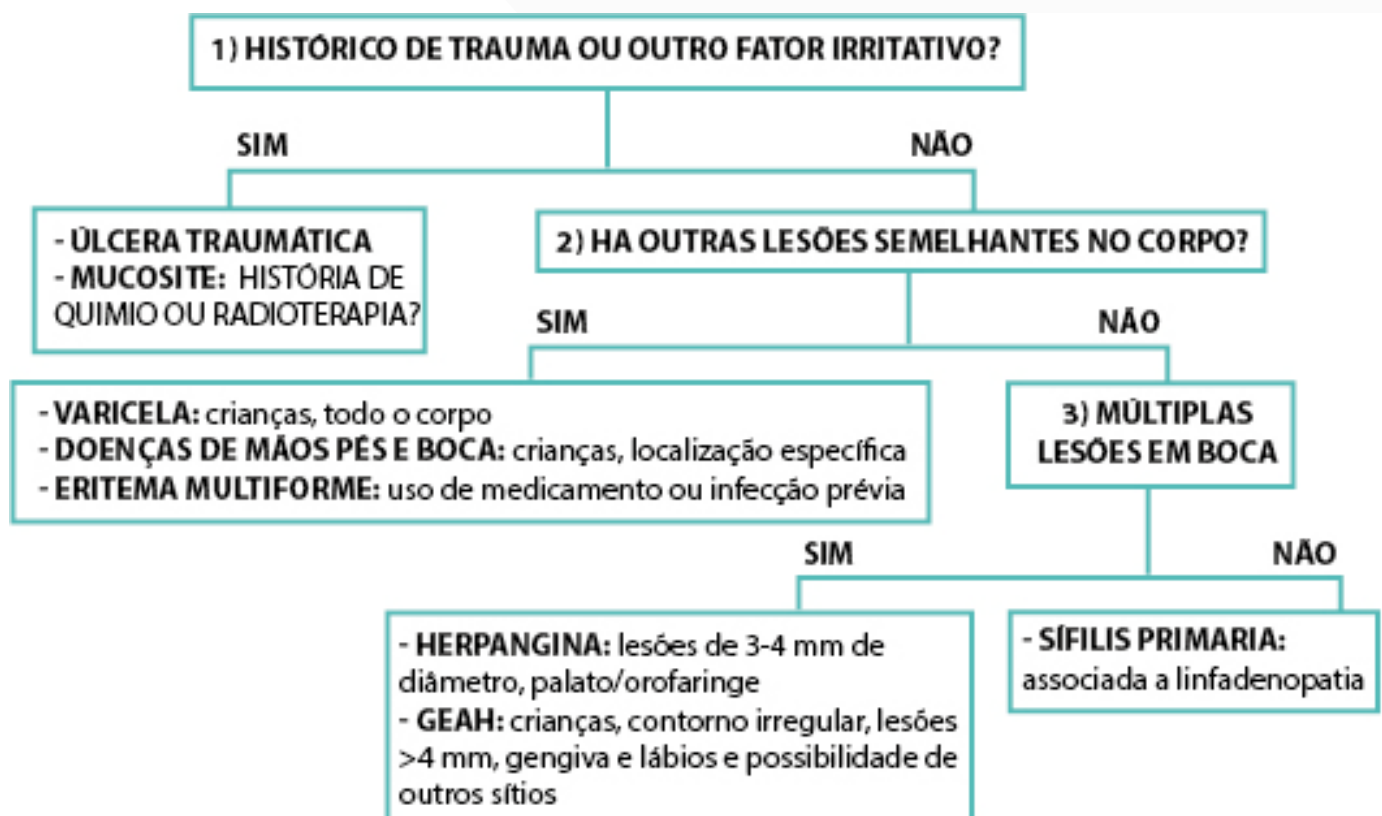 1) HISTÓRICO DE TRAUMA OU OUTRO FATOR IRRITATIVO?
SIM
NÃO
- ÚLCERA TRAUMÁTICA
- MUCOSITE: HISTÓRIA DE
QUIMIO OU RADIOTERAPIA?
2) HA OUTRAS LESÕES SEMELHANTES NO CORPO?
SIM
NÃO
- VARICELA: crianças, todo o corpo
- DOENÇAS DE MÃOS PÉS E BOCA: crianças, localização específica
- ERITEMA MULTIFORME: uso de medicamento ou infecção prévia
3) MÚLTIPLAS
LESÕES EM BOCA
SIM
NÃO
- HERPANGINA: lesões de 3-4 mm de
diâmetro, palato/orofaringe
- GEAH: crianças, contorno irregular, lesões
>4 mm, gengiva e lábios e possibilidade de
outros sítios
- SÍFILIS PRIMARIA:
associada a linfadenopatia